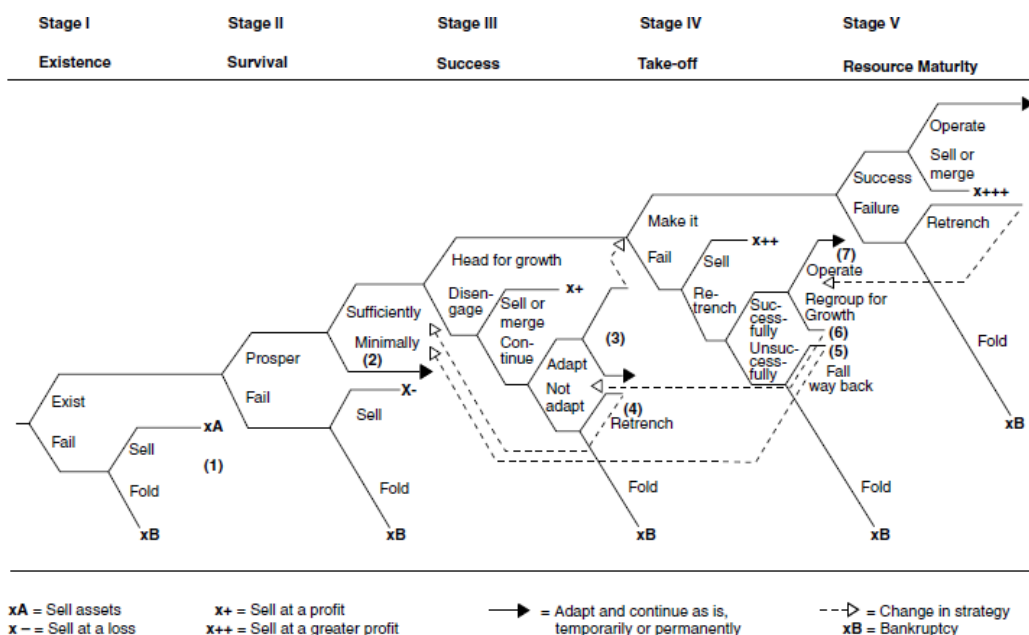 Stage I
Stage II
Stage III
Stage IV
Stage V
Existence
Survival
Success
Take-off
Resource Maturity
Operate
Sell or
merge
x+++
Success
Failure
Retrench
Make it
Fail
x++
Sell
(7)
Operate
Re-
trench
Suc-
cess-
fully
Regroup for
Growth
(6)
Unsuc-
cess-
fully
(5)
Fall
way back
Head for growth
Disen-
gage
x+
Sell or
merge
Con-
tinue
(3)
Adapt
Not
adapt
(4)
Retrench
Sufficiently
Minimally
(2)
Prosper
Fail
x-
Sell
Exist
Fail
xA
Sell
(1)
Fold
xB
Fold
xB
Fold
xB
Fold
xB
Fold
xB
xA = Sell assets
x+ = Sell at a profit
= Adapt and continue as is,
temporarily or permanently
= Change in strategy
x – = Sell at a loss
x++ = Sell at a greater profit
xB = Bankruptcy